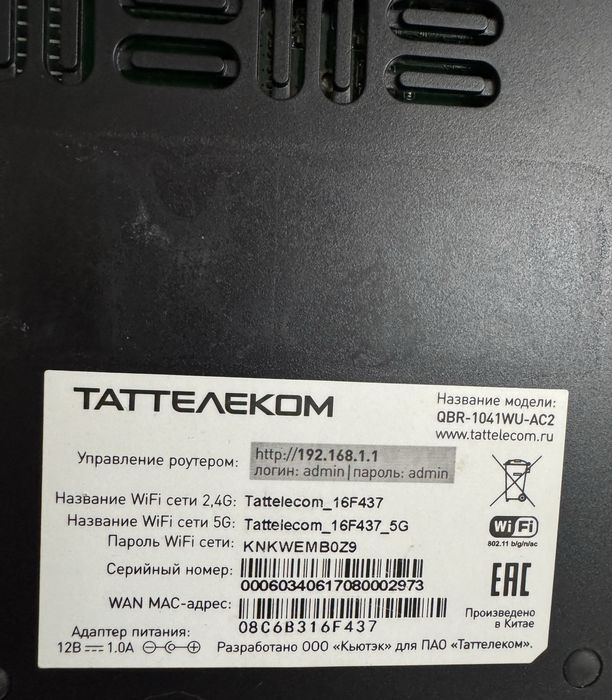 ТАТТЕЛЕКОМ
Название модели:
QBR-1041WU-AC2
www.tattelecom.ru
Управление роутером: http://192.168.1.1
логин: admin | пароль: admin
Название WiFi сети 2,4G: Tattelecom_16F437
Название WiFi сети 5G: Tattelecom_16F437_5G
Пароль WiFi сети: KNKWEMB0Z9
Wi Fi
802.11 b/g/n/ac
Серийный номер: 00060340617080002973
WAN MAC-адрес: 08C6B316F437
EAC
Произведено
в Китае
Адаптер питания:
12В 1.0А
Разработано ООО «Кьютэк» для ПАО «Таттелеком».